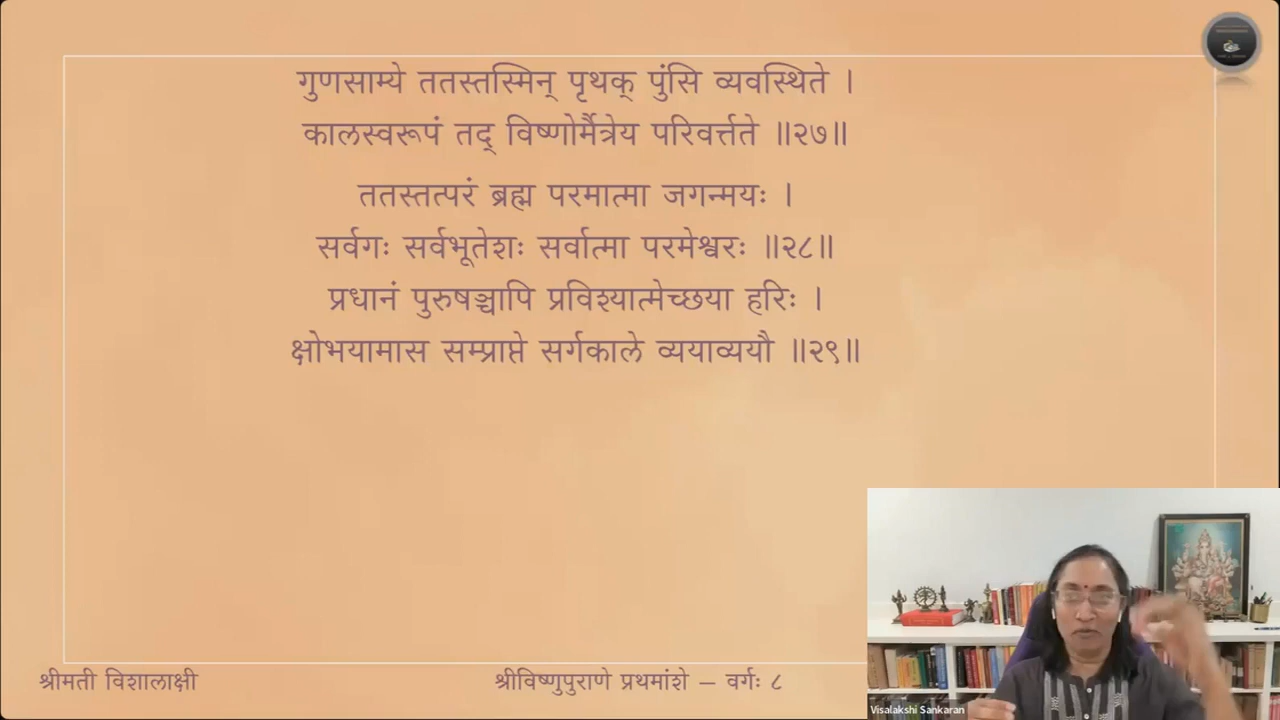 गुणसाम्ये ततस्तस्मिन् पृथक् पुंसि व्यवस्थिते ।
कालस्वरूपं तद् विष्णोर्मैत्रेय परिवर्त्तते ॥२७॥
ततस्तत्परं ब्रह्म परमात्मा जगन्मयः ।
सर्वगः सर्वभूतेशः सर्वात्मा परमेश्वरः ॥२८॥
प्रधानं पुरुषञ्चापि प्रविश्यात्मेच्छया हरिः ।
क्षोभयामास सम्प्राप्ते सर्गकाले व्ययाव्ययौ ॥२९॥
श्रीमती विशालाक्षी
श्रीविष्णुपुराणे प्रथमांशे – वर्गः ८
Visalakshi Sankaran